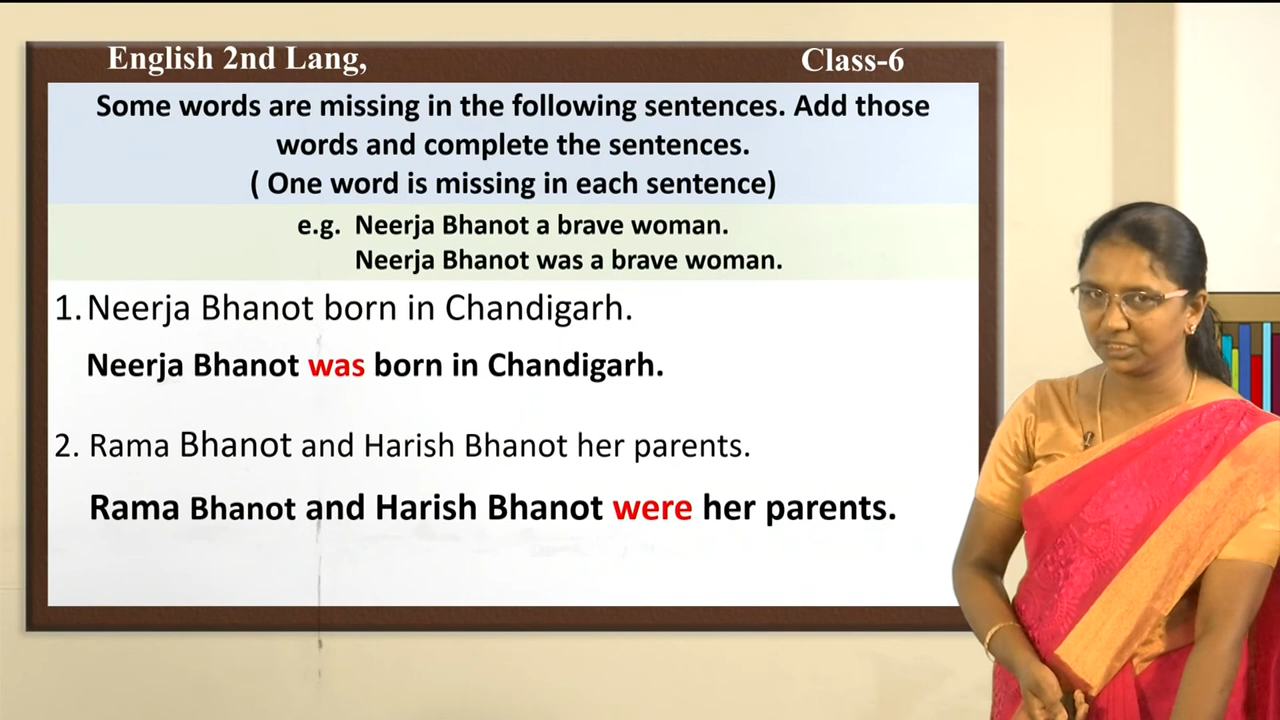 English 2nd Lang, Class-6
Some words are missing in the following sentences. Add those
words and complete the sentences.
( One word is missing in each sentence)
e.g. Neerja Bhanot a brave woman.
Neerja Bhanot was a brave woman.
1. Neerja Bhanot born in Chandigarh.
Neerja Bhanot was born in Chandigarh.
2. Rama Bhanot and Harish Bhanot her parents.
Rama Bhanot and Harish Bhanot were her parents.